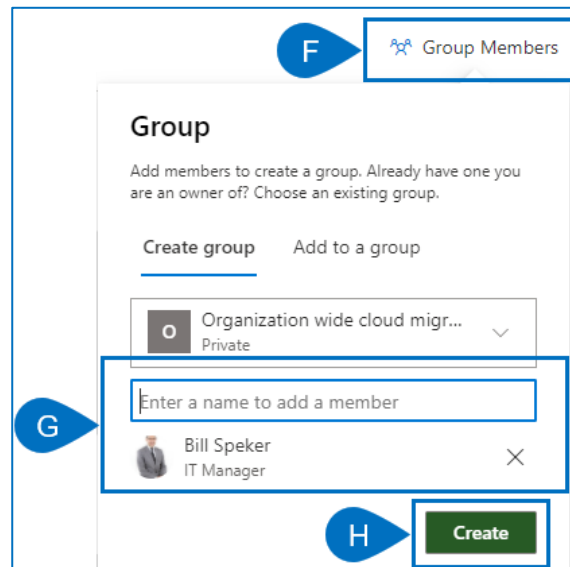 F
Group Members
Group
Add members to create a group. Already have one you
are an owner of? Choose an existing group.
Create group Add to a group
O
Organization wide cloud migr...
Private
Enter a name to add a member
G
Bill Speker
IT Manager
H
Create